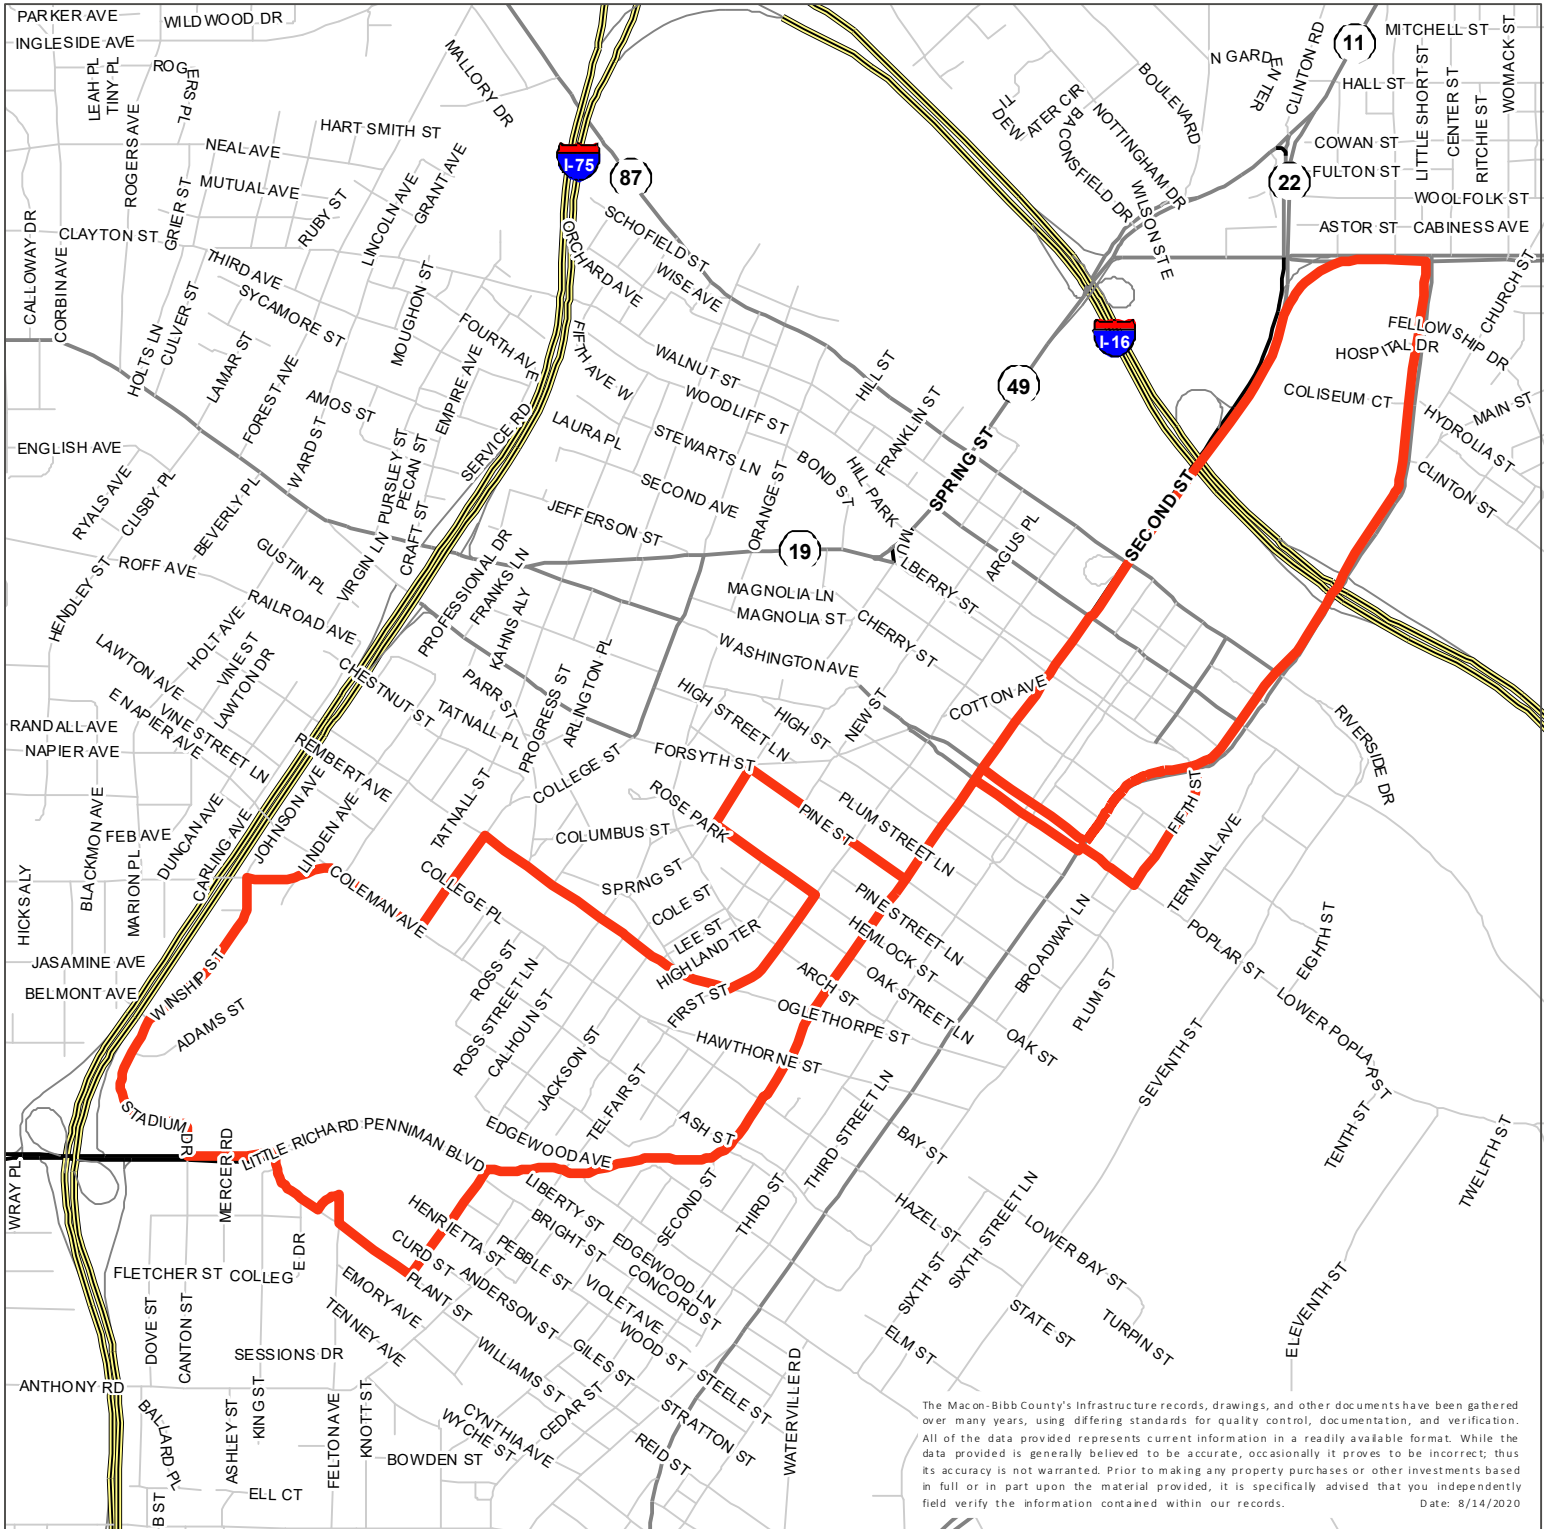 PARKER AVE
WILDWOOD DR
INGLESIDE AVE
LEAH PL
TINY PL
ROGERS PL
ROGERS AVE
MALLORY DR
HART SMITH ST
NEAL AVE
MUTUAL AVE
GRIER ST
RUBY ST
LINCOLN AVE
GRANT AVE
I-75
87
11
22
N GARDEN TER
CLINTON RD
MITCHELL ST
HALL ST
LITTLE SHORT ST
CENTER ST
RITCHIE ST
WOMACK ST
BOULEVARD
TIDEWATER CIR
NOTTINGHAM DR
BACONSFIELD DR
WILSON ST E
COWAN ST
FULTON ST
WOOLFOLK ST
ASTOR ST
CABINESS AVE
CHURCH ST
CALLOWAY DR
CORBIN AVE
CLAYTON ST
THIRD AVE
SYCAMORE ST
HOLTS LN
CULVER ST
LAMAR ST
MOUGHON ST
ORCHARD AVE
SCHOFIELD ST
WISE AVE
FOURTH AVE
FIFTH AVE W
EMPIRE AVE
FOREST AVE
AMOS ST
WARD ST
WALNUT ST
WOODLIFF ST
HILL ST
FRANKLIN ST
49
I-16
SPRING ST
SECOND ST
FELLOWSHIP DR
HOSPITAL DR
COLISEUM CT
MAIN ST
HYDROLIA ST
CLINTON ST
ENGLISH AVE
RYALS AVE
CLISBY PL
BEVERLY PL
PURSLEY ST
PECAN ST
VIRGIN LN
CRAFT ST
SERVICE RD
LAURA PL
STEWARTS LN
SECOND AVE
ORANGE ST
BOND ST
HILL PARK
JEFFERSON ST
19
MULBERRY ST
ARGUS PL
HENDLEY ST
ROFF AVE
GUSTIN PL
RAILROAD AVE
HOLT AVE
VINE ST
LAWTON DR
LAWTON AVE
E NAPIER AVE
VINE STREET LN
PROFESSIONAL DR
FRANKS LN
KAHNS ALY
CHESTNUT ST
PARR ST
TATNALL PL
PROGRESS ST
ARLINGTON PL
MAGNOLIA LN
MAGNOLIA ST
CHERRY ST
WASHINGTON AVE
HIGH STREET LN
HIGH ST
NEW ST
COTTON AVE
RIVERSIDE DR
RANDALL AVE
NAPIER AVE
REMBERT AVE
TATNALL ST
COLLEGE ST
FORSYTH ST
ROSE PARK
PINE ST
PLUM STREET LN
FIFTH ST
TERMINAL AVE
BLACKMON AVE
FEB AVE
MARION PL
DUNCAN AVE
CARLING AVE
JOHNSON AVE
LINDEN AVE
COLEMAN AVE
COLLEGE PL
COLUMBUS ST
SPRING ST
COLE ST
LEE ST
HIGHLAND TER
FIRST ST
PINE STREET LN
HEMLOCK ST
OAK STREET LN
ARCH ST
OGLETHORPE ST
OAK ST
BROADWAY LN
PLUM ST
POPLAR ST
EIGHTH ST
LOWER POPLAR ST
HICKS ALY
JASAMINE AVE
BELMONT AVE
WINSHIP ST
ADAMS ST
ROSS ST
ROSS STREET LN
CALHOUN ST
JACKSON ST
TELFAIR ST
HAWTHORNE ST
ASH ST
EDGEWOOD AVE
THIRD STREET LN
BAY ST
SEVENTH ST
TENTH ST
TWELFTH ST
STADIUM DR
MERCER RD
LITTLE RICHARD PENNIMAN BLVD
WRAY PL
HENRIETTA ST
CURD ST
LIBERTY ST
BRIGHT ST
PEBBLE ST
EDGEWOOD LN
CONCORD ST
SECOND ST
THIRD ST
HAZEL ST
SIXTH STREET LN
SIXTH ST
LOWER BAY ST
FLETCHER ST
COLLEGE DR
EMORY AVE
PLANT ST
ANDERSON ST
VIOLET AVE
WOOD ST
TENNEY AVE
WILLIAMS ST
GILES ST
STEELE ST
STATE ST
TURPIN ST
ELM ST
ELEVENTH ST
DOVE ST
CANTON ST
SESSIONS DR
ANTHONY RD
BALLARD PL
ASHLEY ST
KING ST
FELTON AVE
KNOTT ST
CYNTHIA AVE
WYCHE ST
CEDAR ST
STRATTON ST
REID ST
WATERVILLE RD
BOWDEN ST
ELL CT
B ST
The Macon-Bibb County's Infrastructure records, drawings, and other documents have been gathered
over many years, using differing standards for quality control, documentation, and verification.
All of the data provided represents current information in a readily available format. While the
data provided is generally believed to be accurate, occasionally it proves to be incorrect; thus
its accuracy is not warranted. Prior to making any property purchases or other investments based
in full or in part upon the material provided, it is specifically advised that you independently
field verify the information contained within our records. Date: 8/14/2020